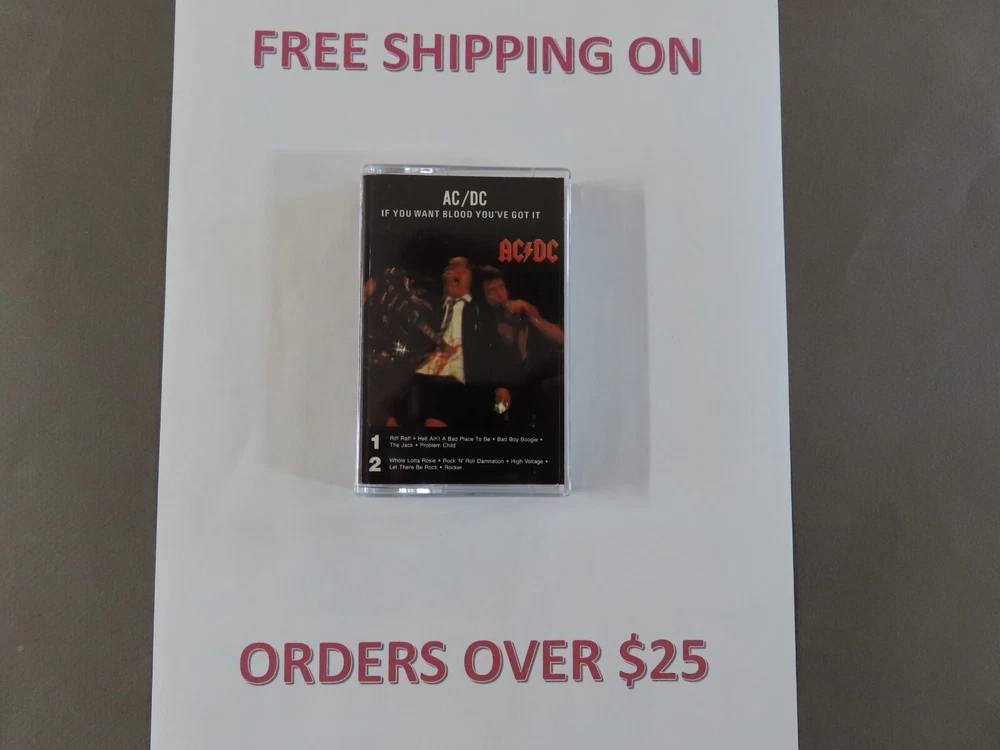 FREE SHIPPING ON
AC/DC
IF YOU WANT BLOOD YOU'VE GOT IT
AC DC
1 Riff Raff • Hell Ain't A Bad Place To Be • Bad Boy Boogie •
The Jack • Problem Child
2 Whole Lotta Rosie • Rock 'N' Roll Damnation • High Voltage •
Let There Be Rock • Rocker
ORDERS OVER $25